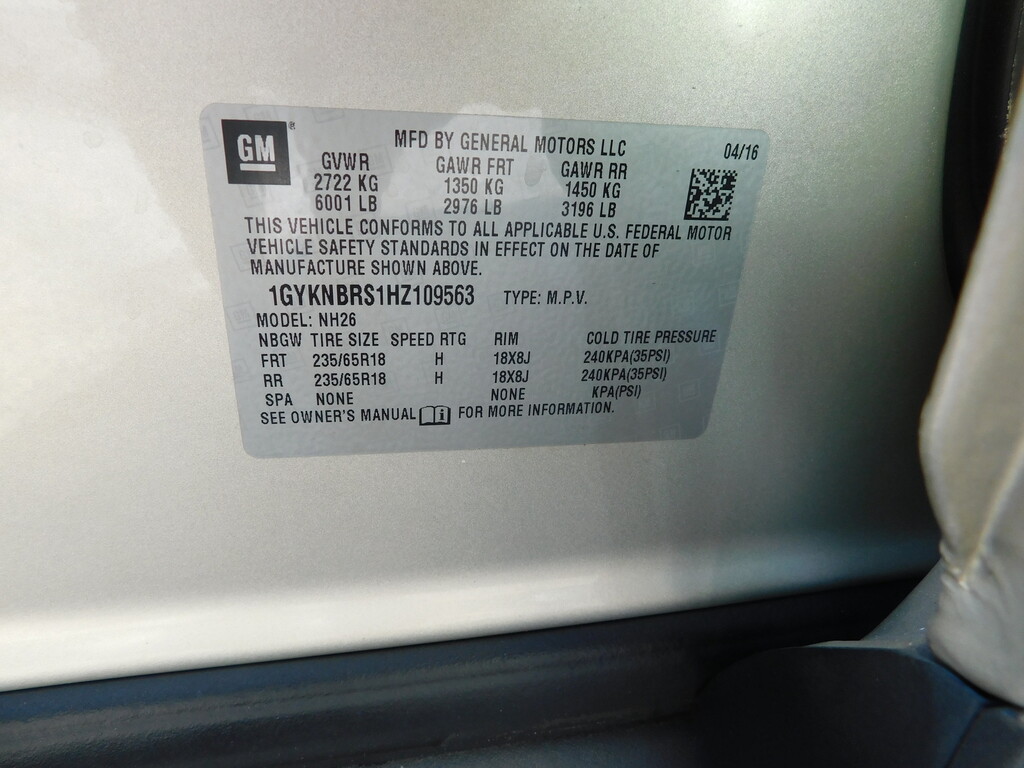 GM ®
MFD BY GENERAL MOTORS LLC 04/16
GVWR GAWR FRT GAWR RR
2722 KG 1350 KG 1450 KG
6001 LB 2976 LB 3196 LB
THIS VEHICLE CONFORMS TO ALL APPLICABLE U.S. FEDERAL MOTOR
VEHICLE SAFETY STANDARDS IN EFFECT ON THE DATE OF
MANUFACTURE SHOWN ABOVE.
1GYKNBRS1HZ109563 TYPE: M.P.V.
MODEL: NH26
NBGW TIRE SIZE SPEED RTG RIM COLD TIRE PRESSURE
FRT 235/65R18 H 18X8J 240KPA(35PSI)
RR 235/65R18 H 18X8J 240KPA(35PSI)
SPA NONE NONE KPA(PSI)
SEE OWNER'S MANUAL i FOR MORE INFORMATION.